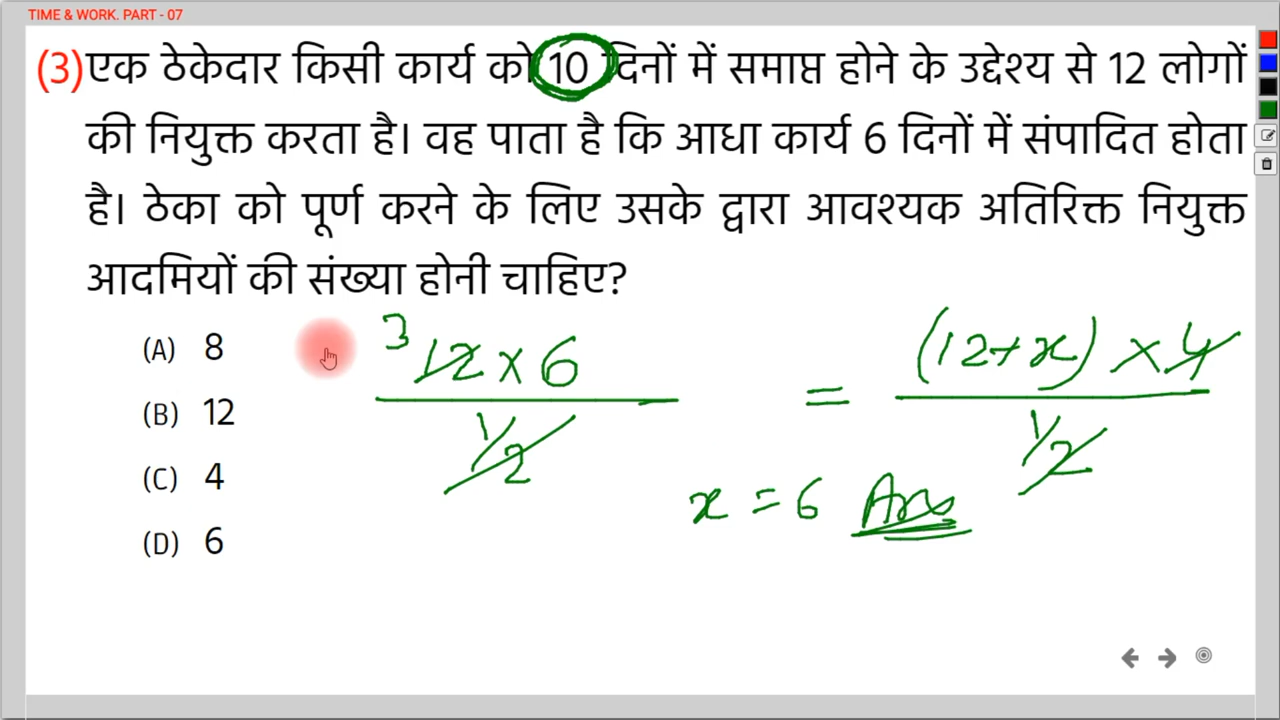 TIME & WORK. PART - 07
(3) एक ठेकेदार किसी कार्य को 10 दिनों में समाप्त होने के उद्देश्य से 12 लोगों
की नियुक्त करता है। वह पाता है कि आधा कार्य 6 दिनों में संपादित होता
है। ठेका को पूर्ण करने के लिए उसके द्वारा आवश्यक अतिरिक्त नियुक्त
आदमियों की संख्या होनी चाहिए?
(A) 8
(B) 12
(C) 4
(D) 6
3
12 × 6
1/2
=
(12+x) × 4
1/2
x = 6 Ans